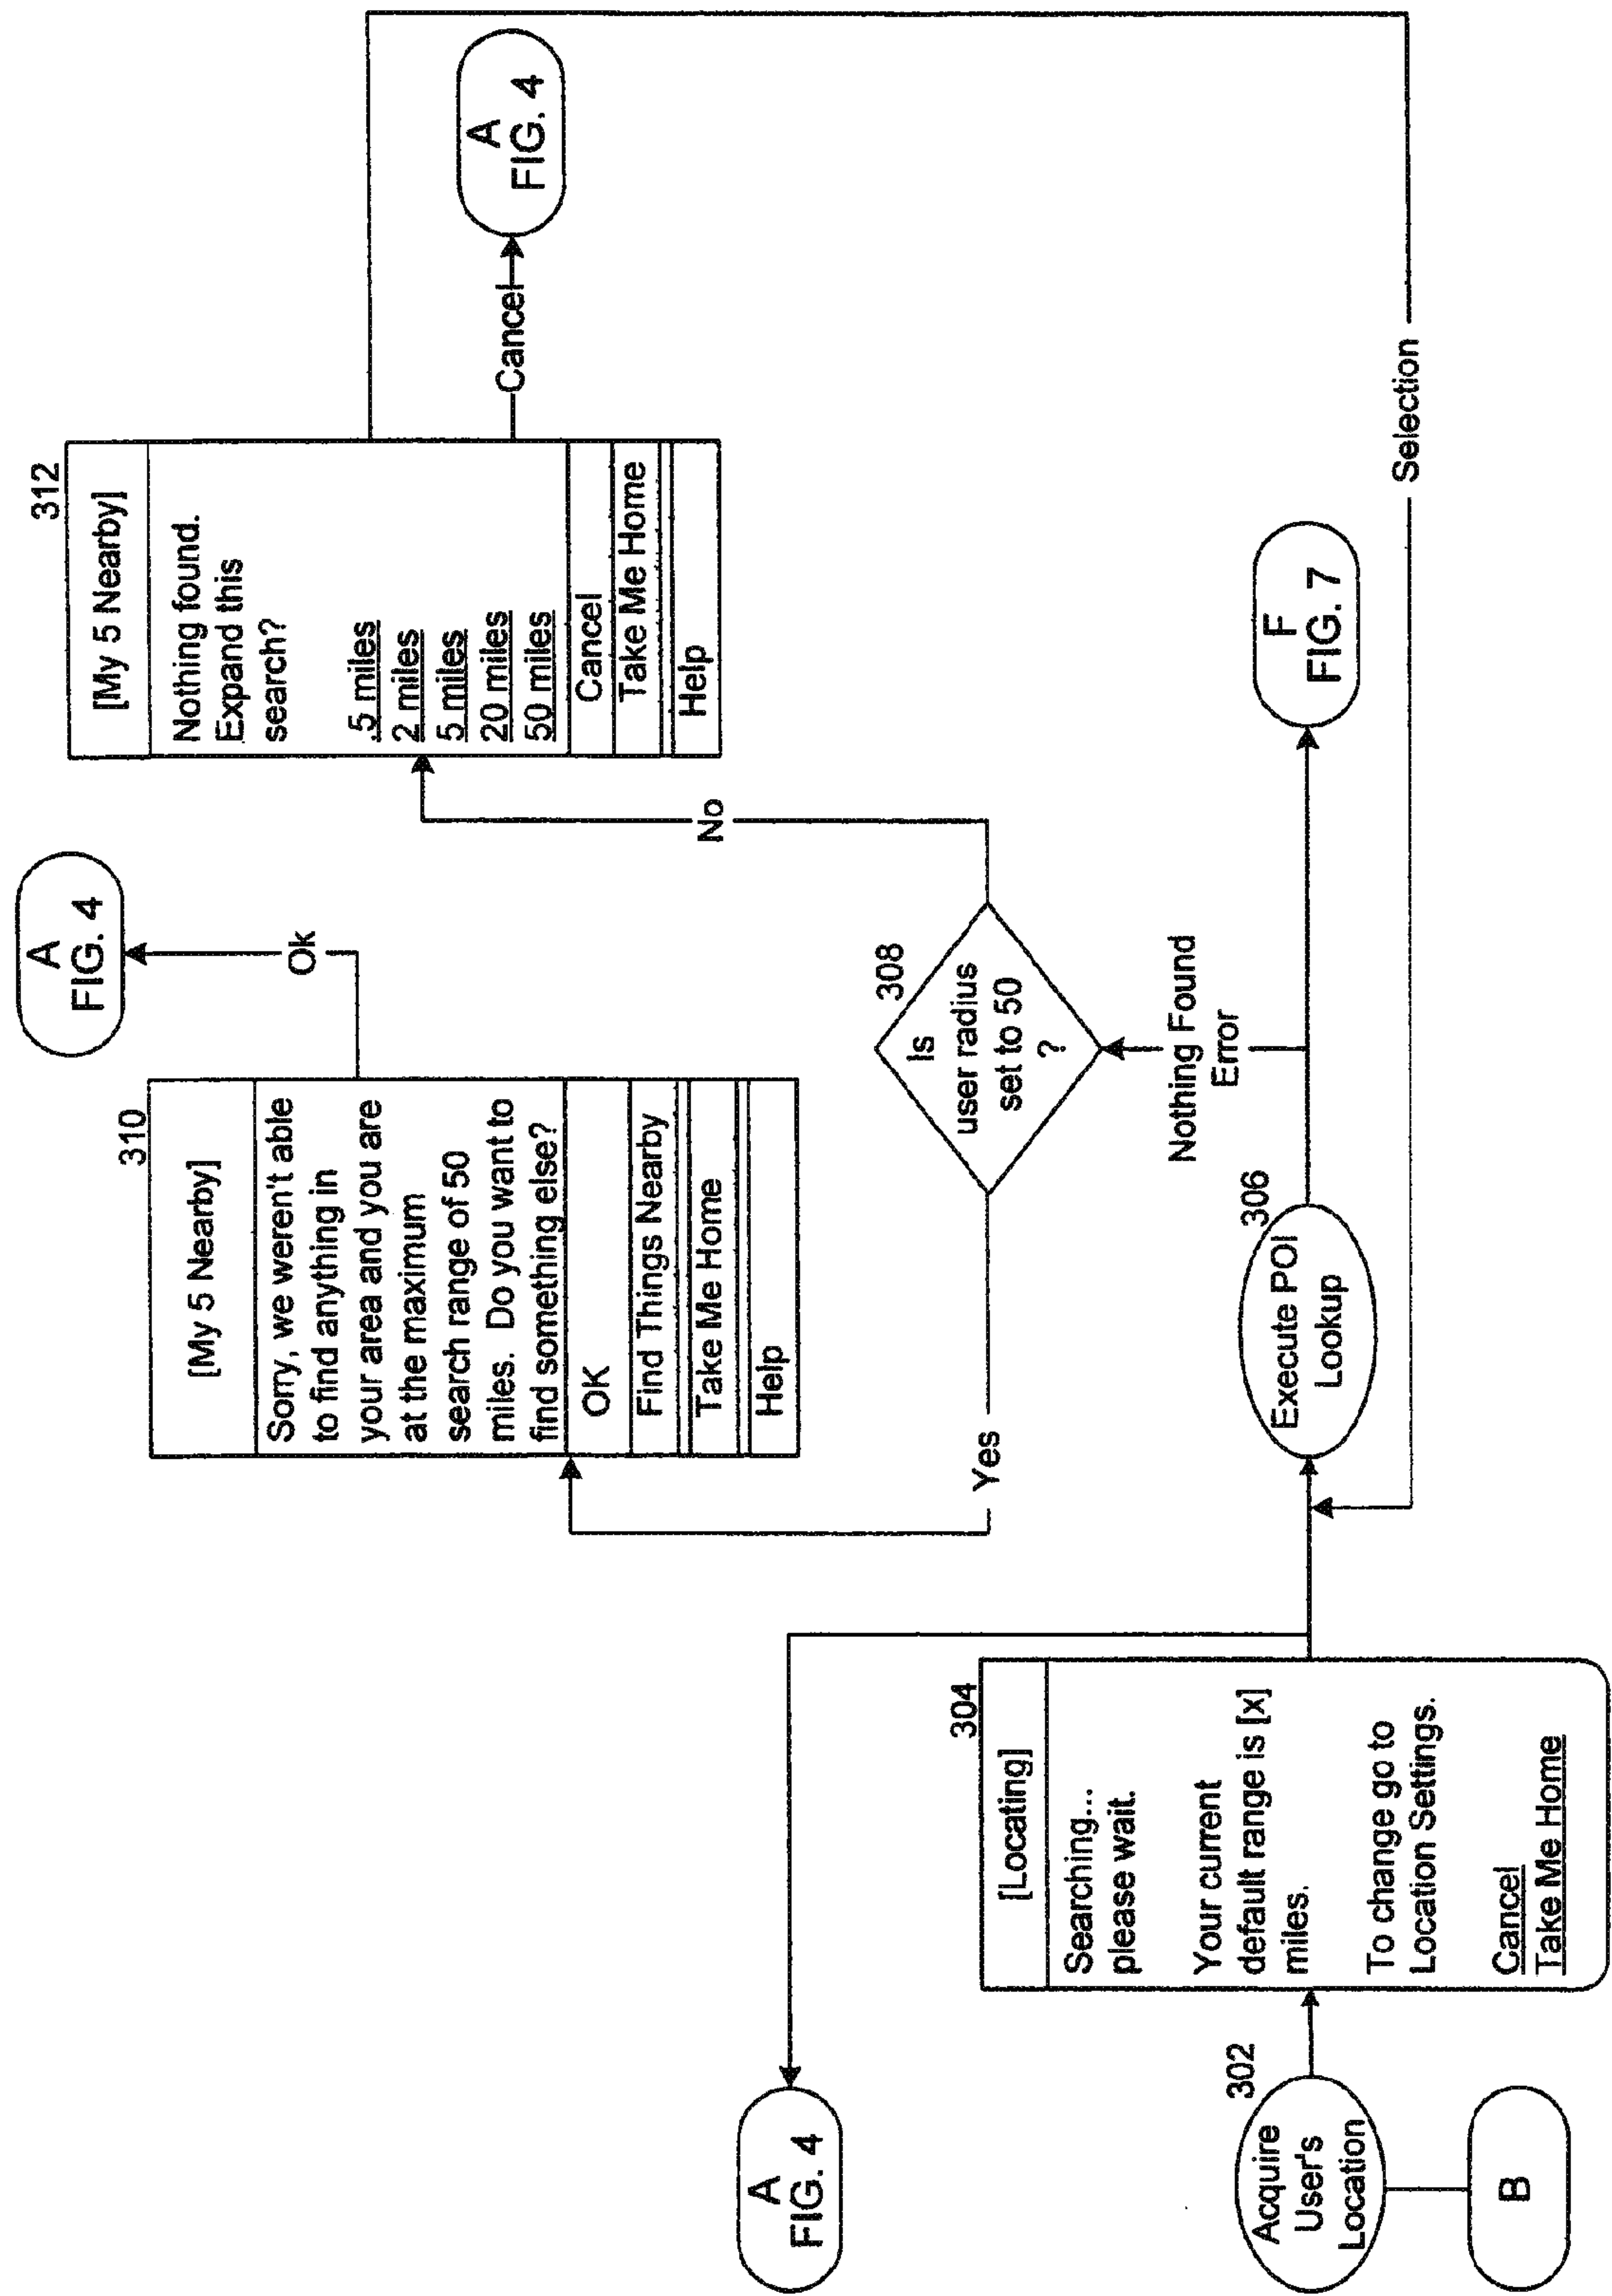 A
FIG. 4
310
[My 5 Nearby]
Sorry, we weren't able
to find anything in
your area and you are
at the maximum
search range of 50
miles. Do you want to
find something else?
OK
Find Things Nearby
Take Me Home
Help
Ok
312
[My 5 Nearby]
Nothing found.
Expand this
search?
.5 miles
2 miles
5 miles
20 miles
50 miles
Cancel
Take Me Home
Help
Cancel
A
FIG. 4
A
FIG. 4
Yes
308
Is
user radius
set to 50
?
No
Nothing Found
Error
304
[Locating]
Searching...
please wait.
Your current
default range is [x]
miles.
To change go to
Location Settings.
Cancel
Take Me Home
302
Acquire
User's
Location
B
306
Execute POI
Lookup
F
FIG. 7
Selection